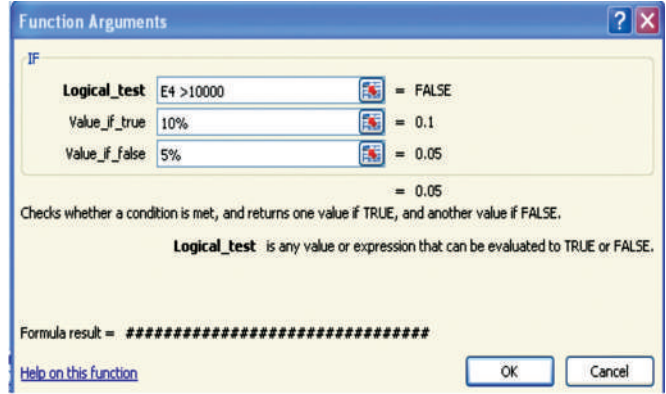 Function Arguments
IF
Logical_test E4 >10000 = FALSE
Value_if_true 10% = 0.1
Value_if_false 5% = 0.05
= 0.05
Checks whether a condition is met, and returns one value if TRUE, and another value if FALSE.
Logical_test is any value or expression that can be evaluated to TRUE or FALSE.
Formula result = ################################
Help on this function
OK
Cancel